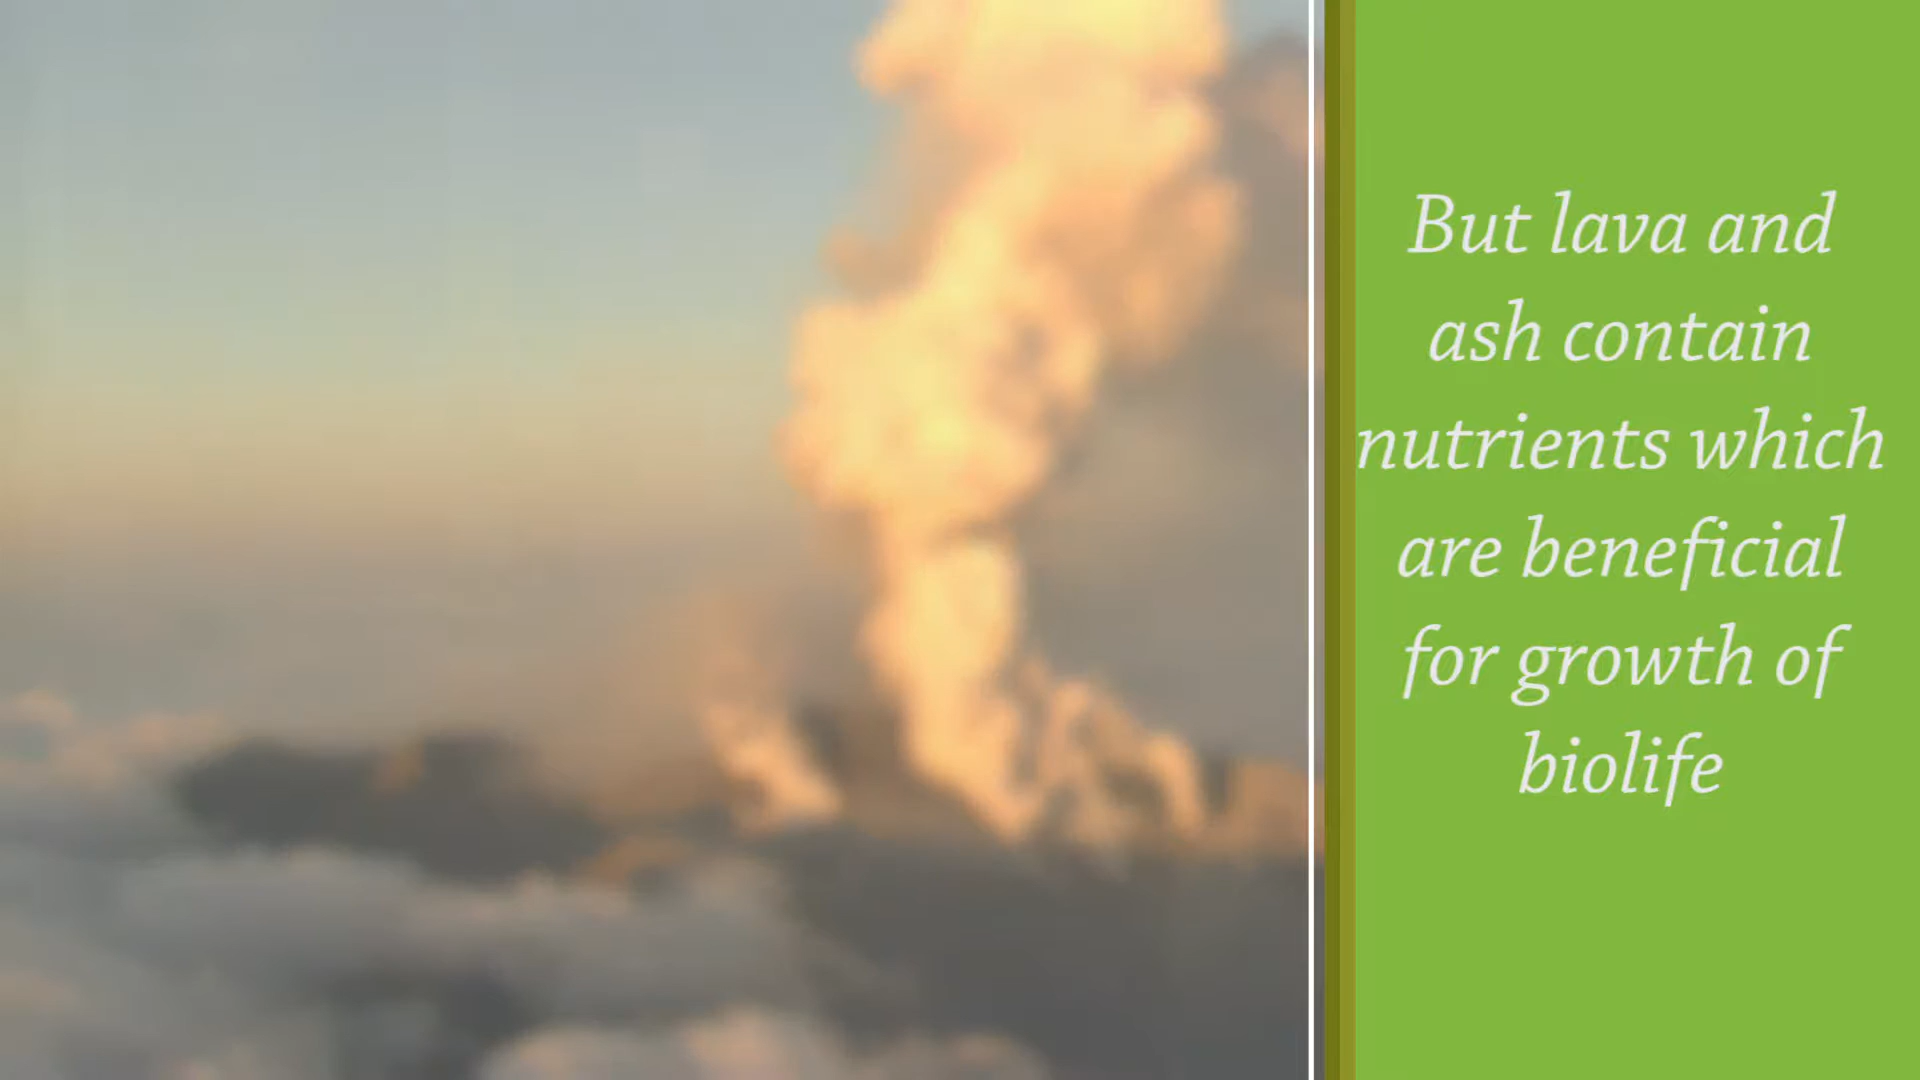 But lava and
ash contain
nutrients which
are beneficial
for growth of
biolife